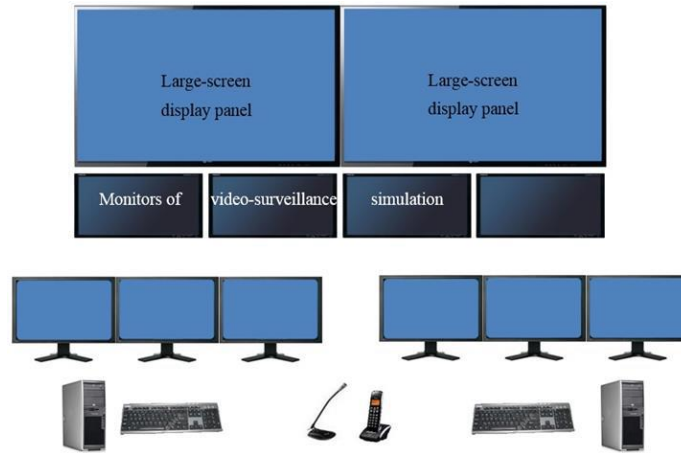 Large-screen
display panel
Large-screen
display panel
Monitors of video-surveillance simulation